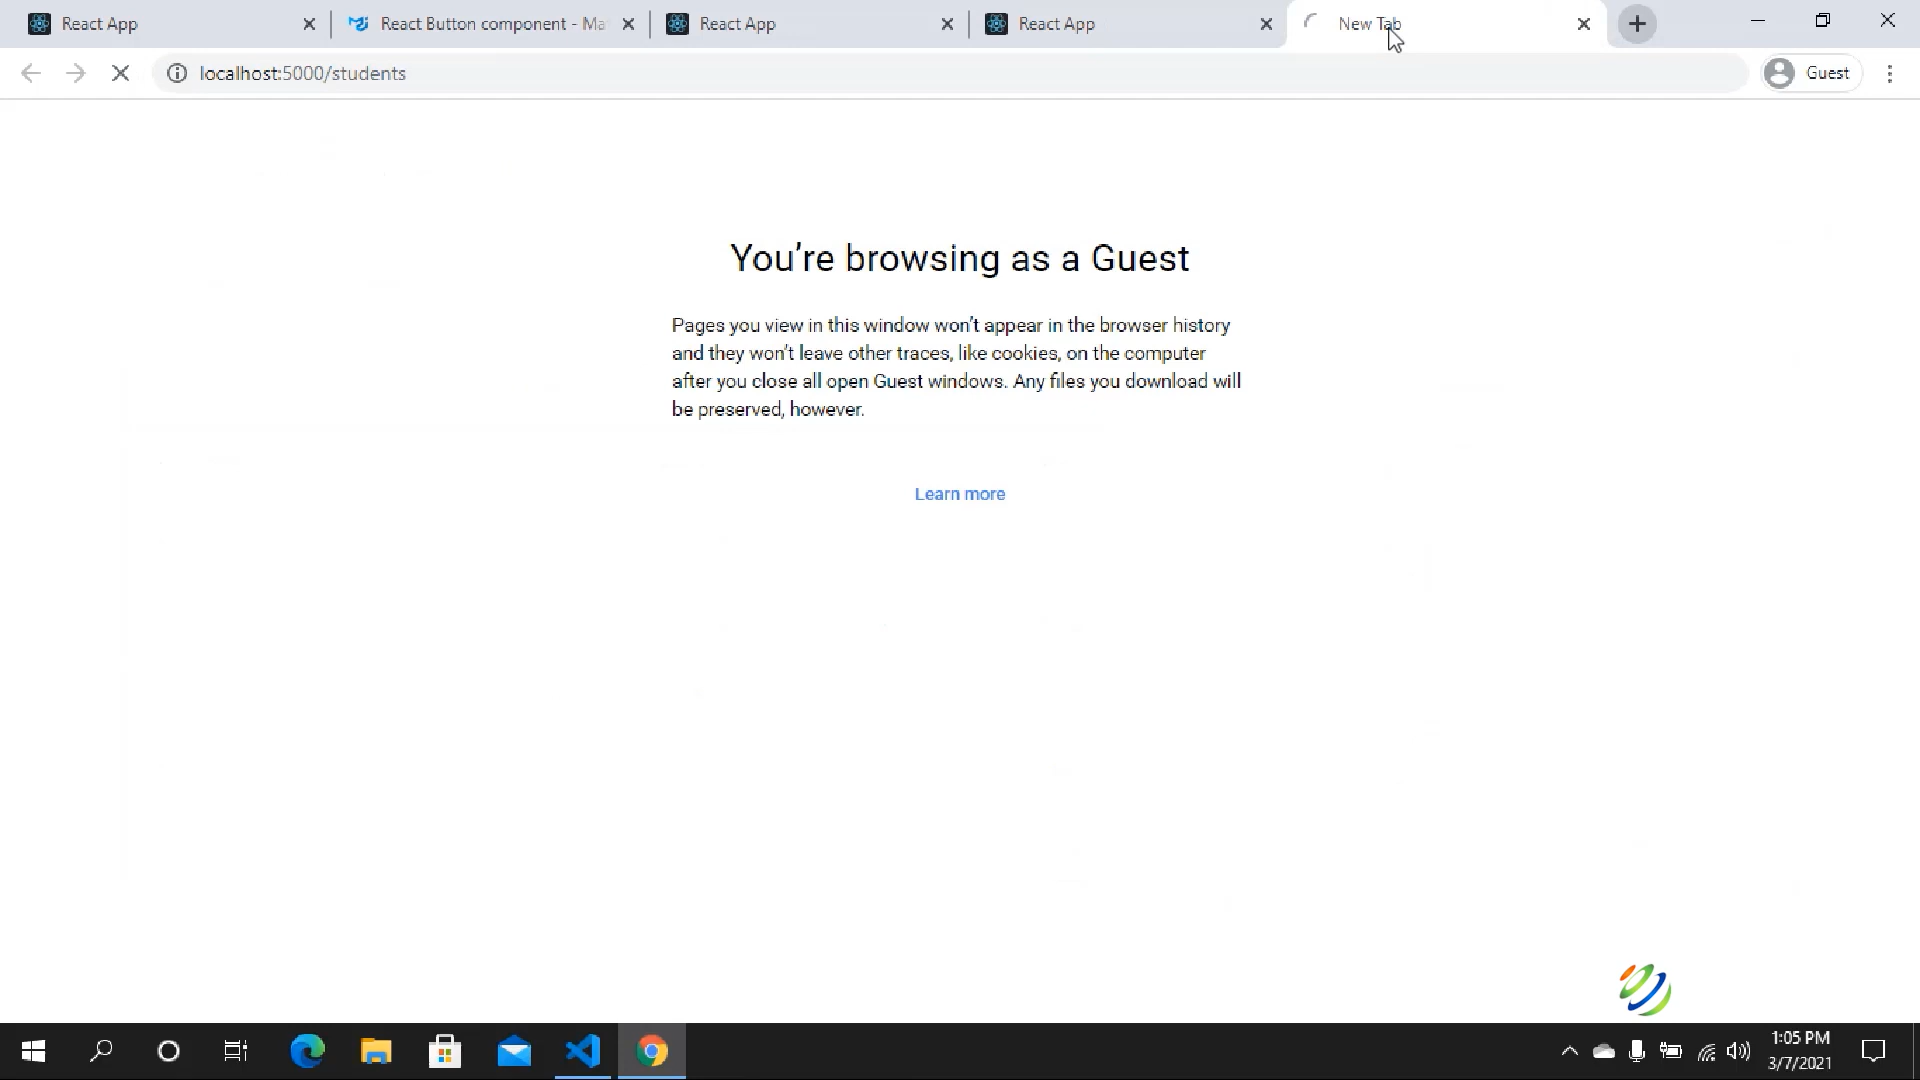 React App
React Button component - Ma
React App
React App
New Tab
localhost:5000/students
Guest
You're browsing as a Guest
Pages you view in this window won't appear in the browser history
and they won't leave other traces, like cookies, on the computer
after you close all open Guest windows. Any files you download will
be preserved, however.
Learn more
1:05 PM
3/7/2021